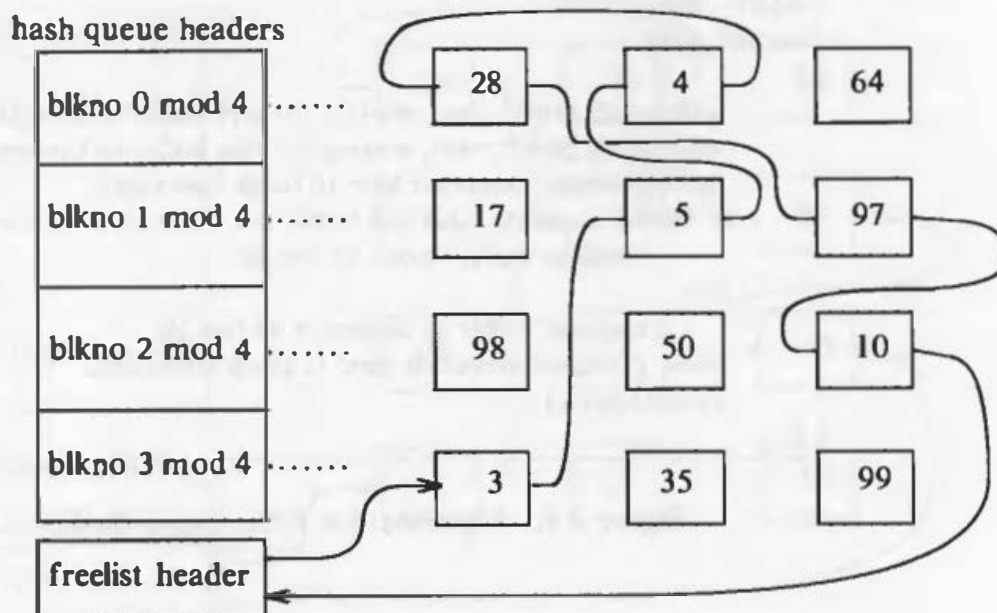 hash queue headers
blkno 0 mod 4 ...... 28 4 64
blkno 1 mod 4 ...... 17 5 97
blkno 2 mod 4 ...... 98 50 10
blkno 3 mod 4 ...... 3 35 99
freelist header